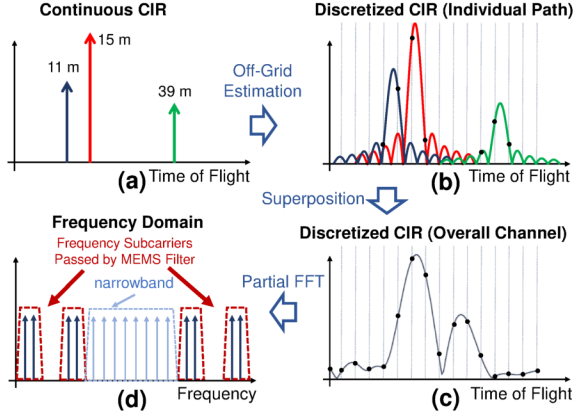 Continuous CIR
15 m
11 m
39 m
Time of Flight
(a)
Off-Grid
Estimation
Discretized CIR (Individual Path)
Time of Flight
(b)
Superposition
Discretized CIR (Overall Channel)
Time of Flight
(c)
Partial FFT
Frequency Domain
Frequency Subcarriers
Passed by MEMS Filter
narrowband
Frequency
(d)